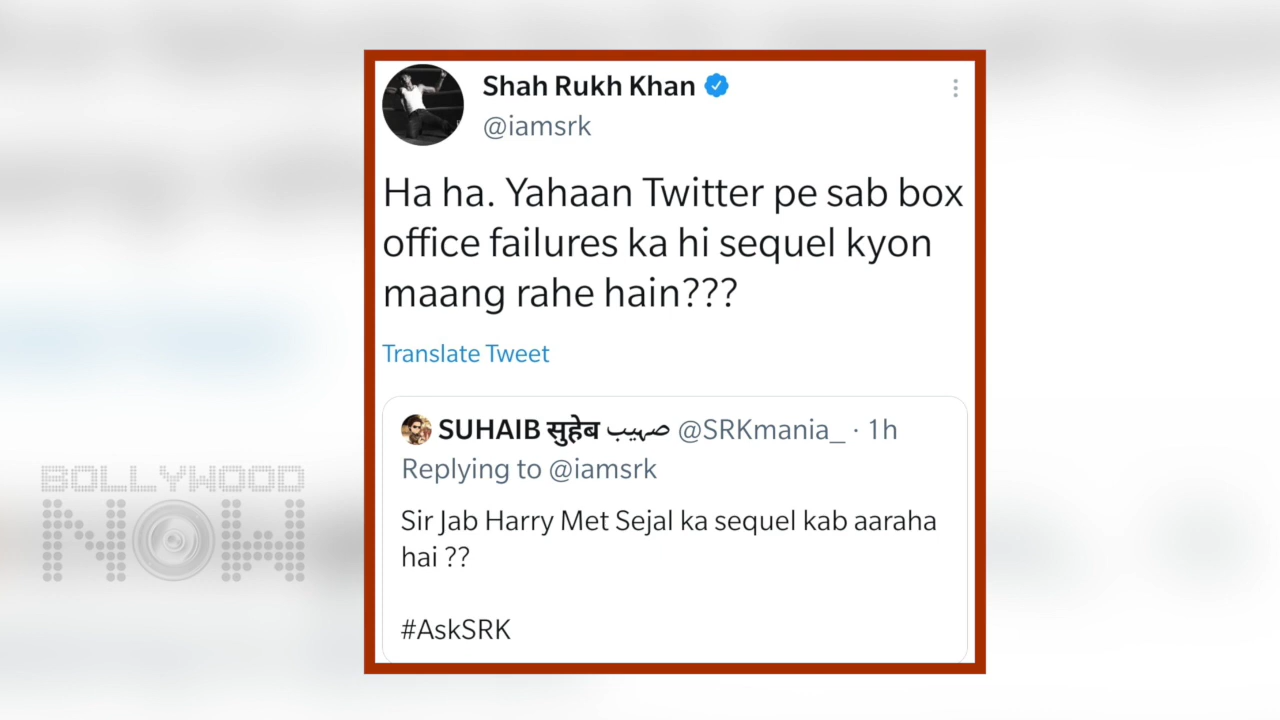 Shah Rukh Khan
@iamsrk
Ha ha. Yahaan Twitter pe sab box
office failures ka hi sequel kyon
maang rahe hain???
Translate Tweet
SUHAIB सुहेब صہیب @SRKmania_ · 1h
Replying to @iamsrk
Sir Jab Harry Met Sejal ka sequel kab aaraha
hai ??
#AskSRK
BOLLYWOOD
NOW